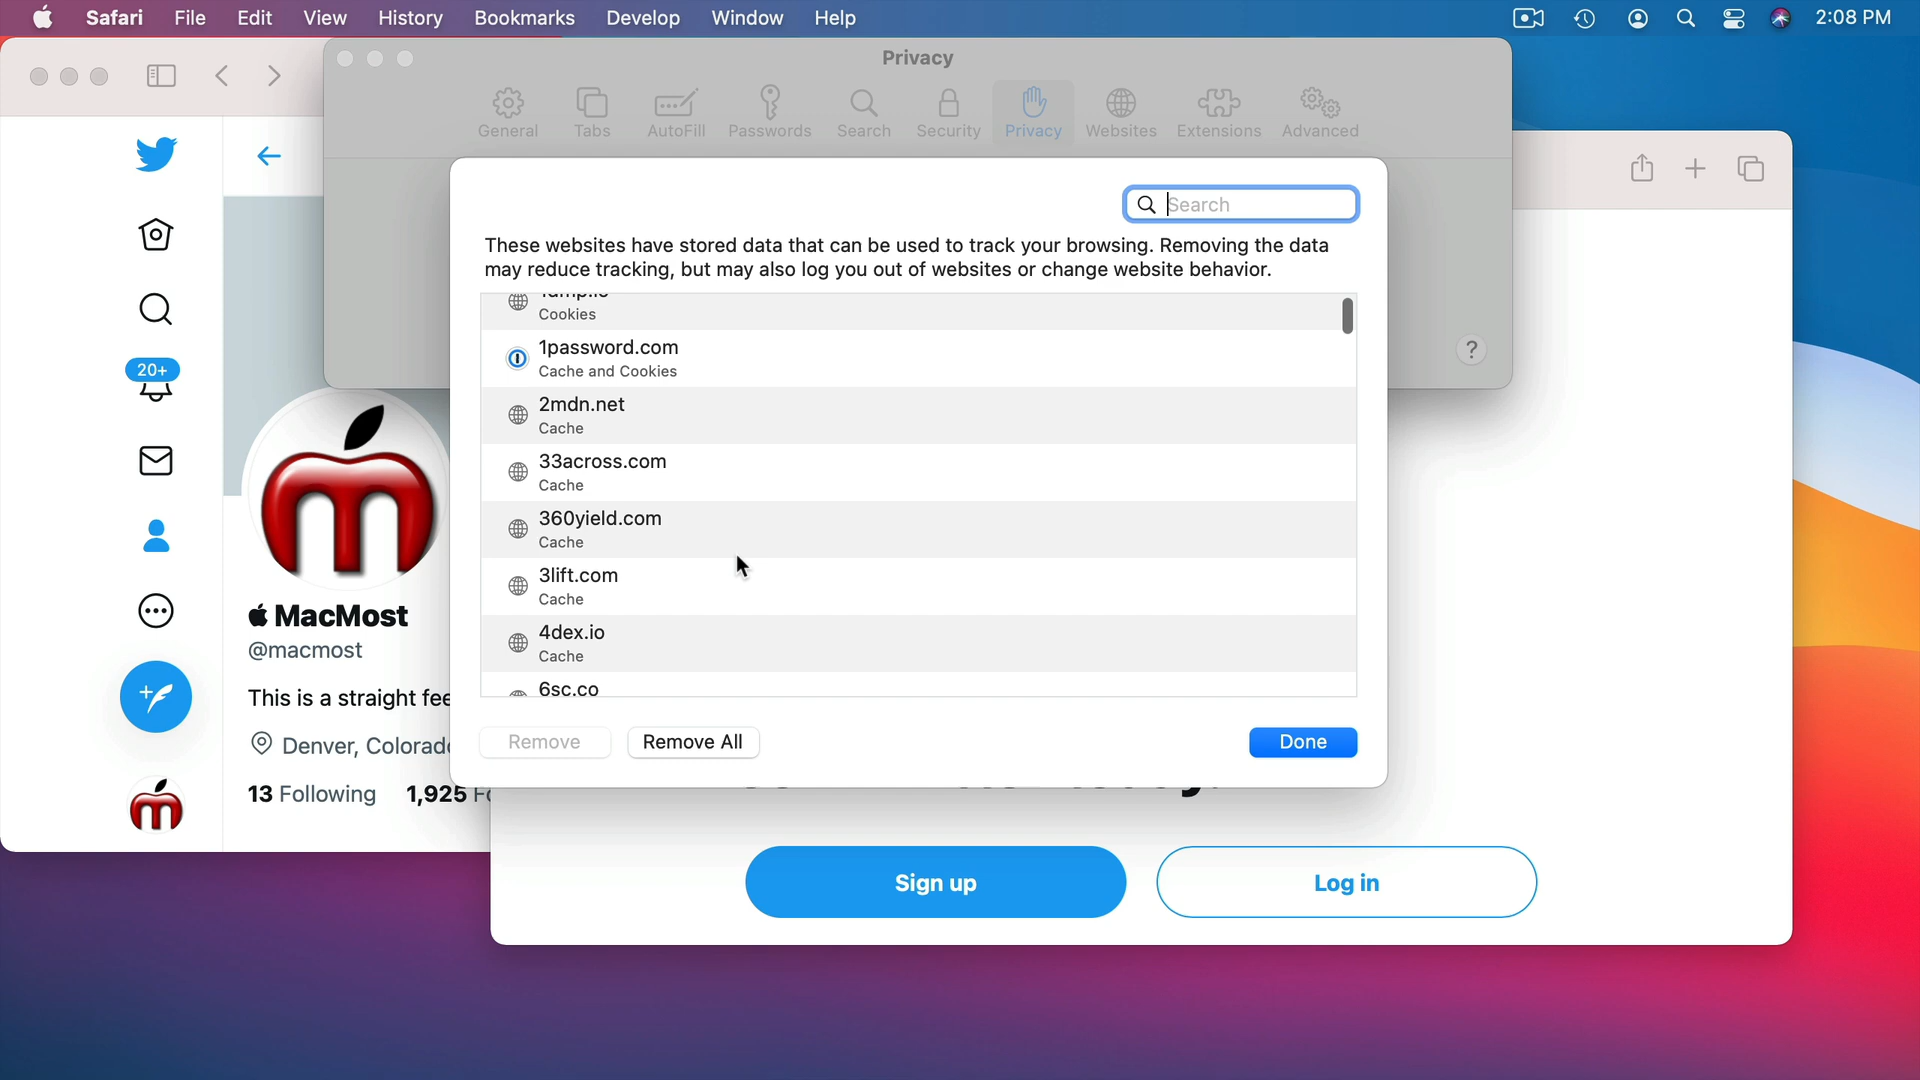 Safari File Edit View History Bookmarks Develop Window Help 2:08 PM
Privacy
General Tabs AutoFill Passwords Search Security Privacy Websites Extensions Advanced
Search
These websites have stored data that can be used to track your browsing. Removing the data
may reduce tracking, but may also log you out of websites or change website behavior.
Cookies
1password.com
Cache and Cookies
2mdn.net
Cache
33across.com
Cache
360yield.com
Cache
3lift.com
Cache
4dex.io
Cache
6sc.co
Remove Remove All Done
?
20+
MacMost
@macmost
This is a straight
Denver,
13 Following 1,925
Sign up Log in